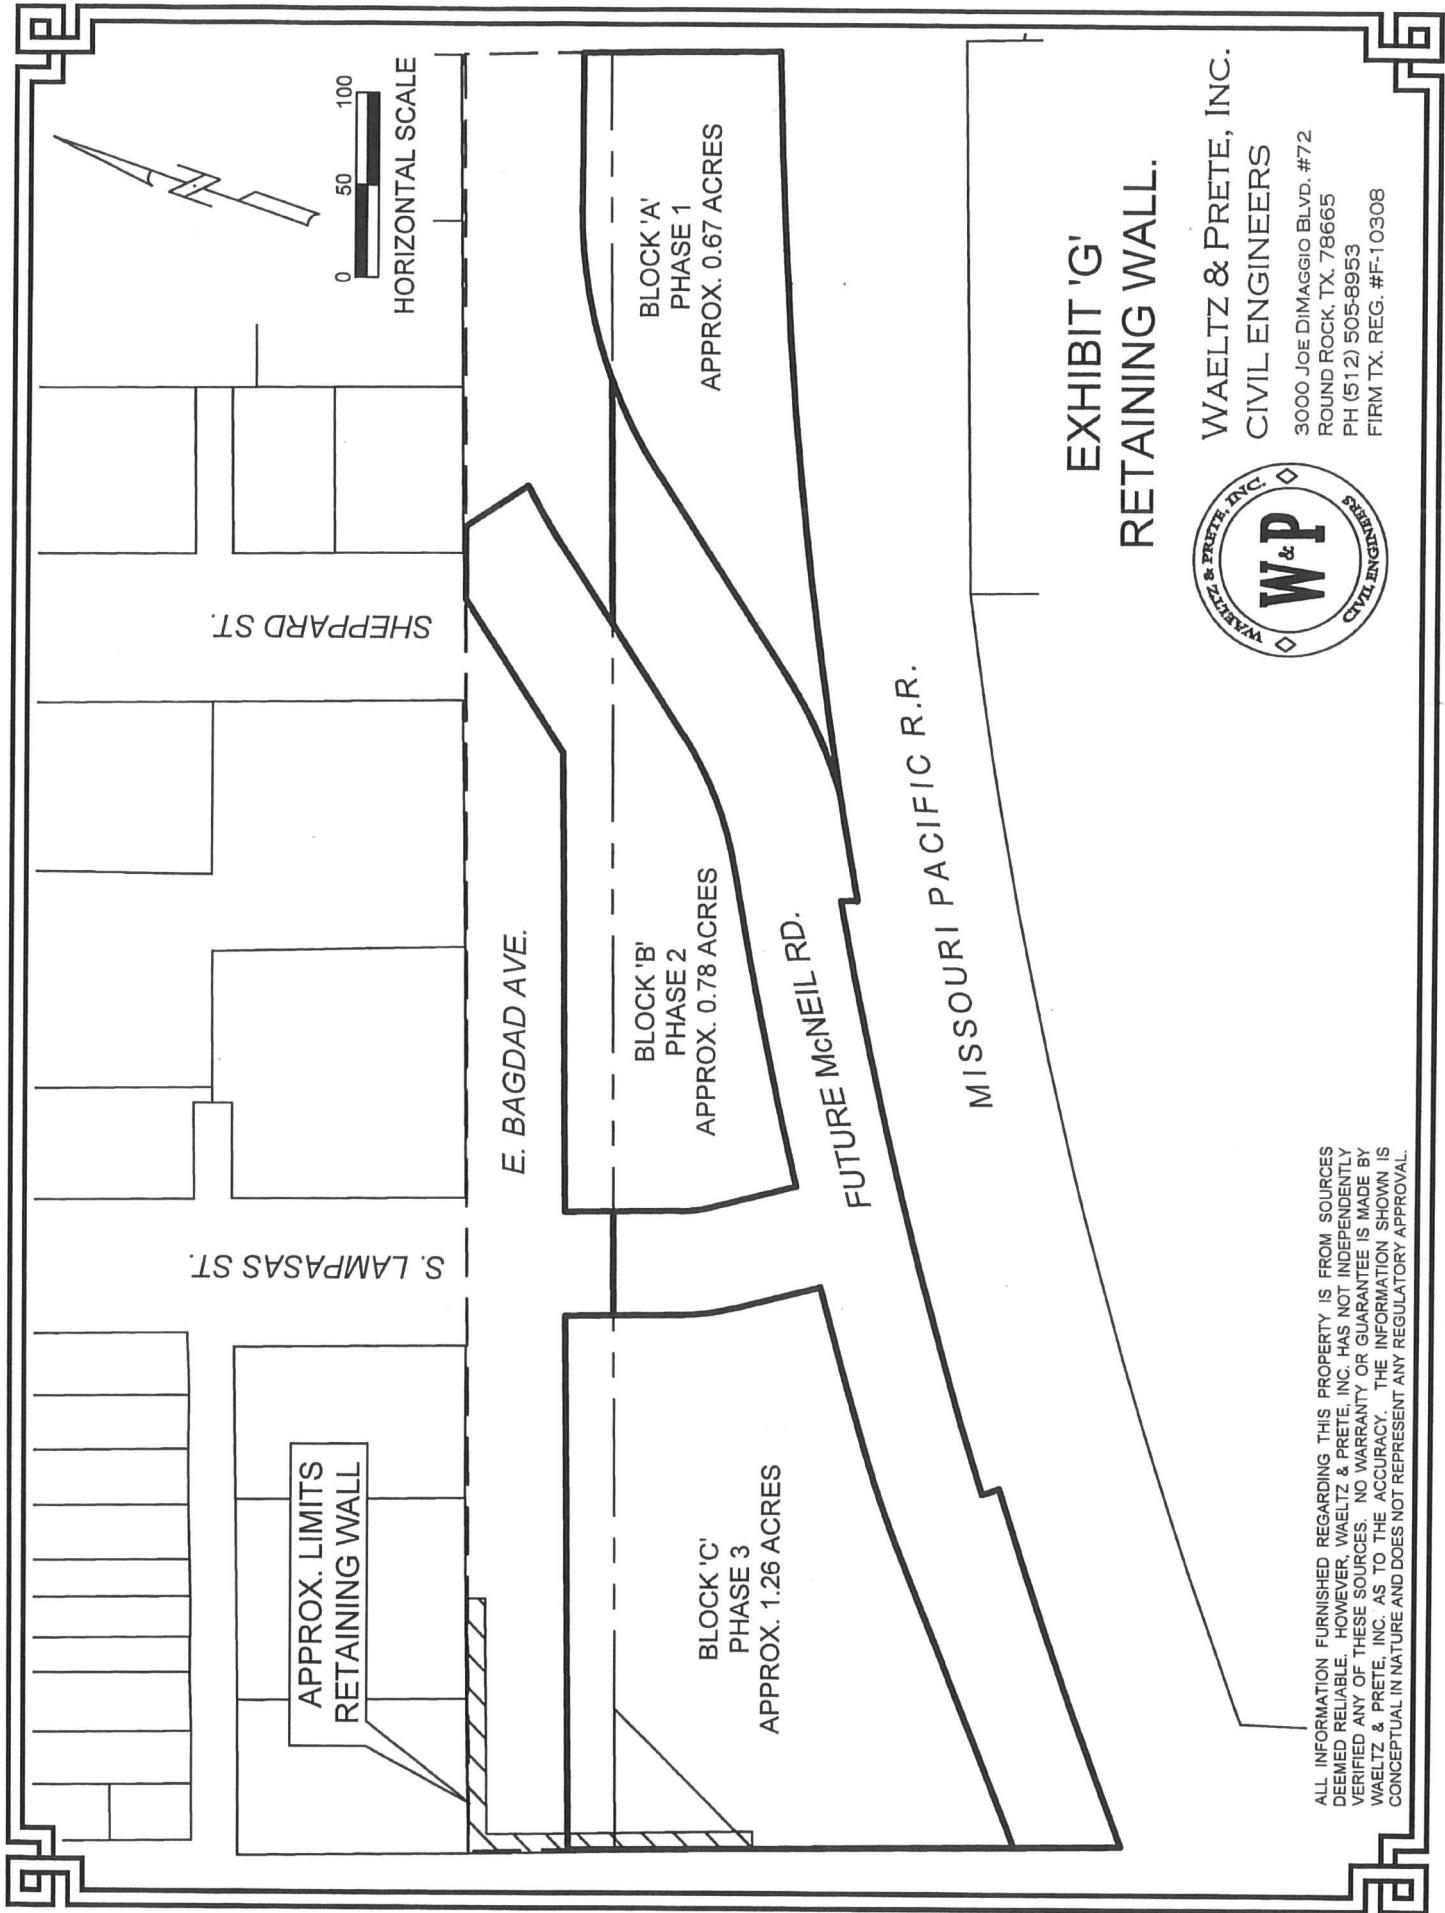 0 50 100
HORIZONTAL SCALE
SHEPPARD ST.
S. LAMPASAS ST.
APPROX. LIMITS
RETAINING WALL
E. BAGDAD AVE.
BLOCK 'A'
PHASE 1
APPROX. 0.67 ACRES
BLOCK 'B'
PHASE 2
APPROX. 0.78 ACRES
BLOCK 'C'
PHASE 3
APPROX. 1.26 ACRES
FUTURE McNEIL RD.
MISSOURI PACIFIC R.R.
EXHIBIT 'G'
RETAINING WALL.
WAELTZ & PRETE, INC.
W&P
CIVIL ENGINEERS
WAELTZ & PRETE, INC.
CIVIL ENGINEERS
3000 JOE DIMAGGIO BLVD. #72
ROUND ROCK, TX. 78665
PH (512) 505-8953
FIRM TX. REG. #F-10308
ALL INFORMATION FURNISHED REGARDING THIS PROPERTY IS FROM SOURCES
DEEMED RELIABLE. HOWEVER, WAELTZ & PRETE, INC. HAS NOT INDEPENDENTLY
VERIFIED ANY OF THESE SOURCES. NO WARRANTY OR GUARANTEE IS MADE BY
WAELTZ & PRETE, INC. AS TO THE ACCURACY. THE INFORMATION SHOWN IS
CONCEPTUAL IN NATURE AND DOES NOT REPRESENT ANY REGULATORY APPROVAL.